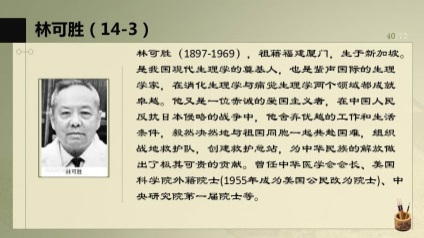 林可胜（14-3）
40
林可胜（1897-1969），祖籍福建厦门，生于新加坡。
是我国现代生理学的奠基人，也是蜚声国际的生理
学家，在消化生理学与痛觉生理学两个领域都成就
卓越。他又是一位赤诚的爱国主义者，在中国人民
反抗日本侵略的战争中，他舍弃优越的工作和生活
条件，毅然决然地与祖国同胞一起共赴国难，组织
战地救护队，创建救护总站，为中华民族的解放做
出了极其可贵的贡献。曾任中华医学会会长、美国
科学院外籍院士(1955年成为美国公民改为院士)、中
央研究院第一届院士等。
林可胜